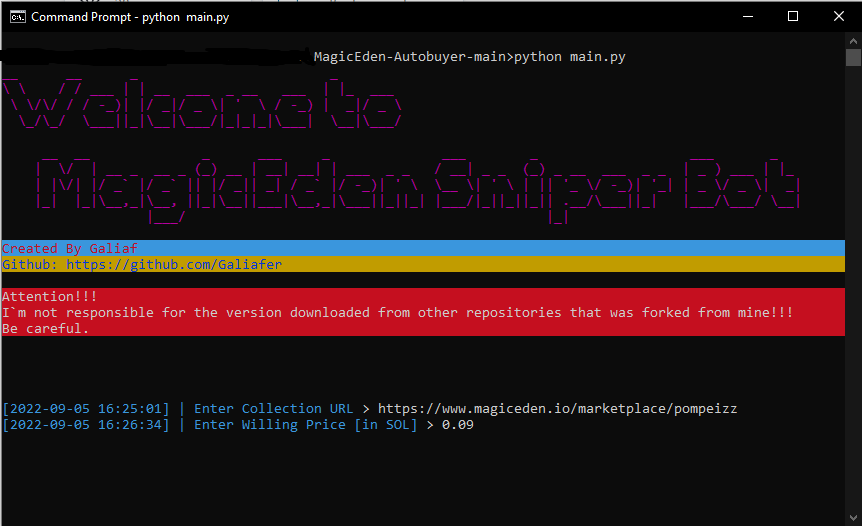 Command Prompt - python  main.py
MagicEden-Autobuyer-main>python main.py
Welcome to
MagicEden Sniper Bot
Created By Galiaf
Github: https://github.com/Galiafer
Attention!!!
I`m not responsible for the version downloaded from other repositories that was forked from mine!!!
Be careful.
[2022-09-05 16:25:01] | Enter Collection URL > https://www.magiceden.io/marketplace/pompeizz
[2022-09-05 16:26:34] | Enter Willing Price [in SOL] > 0.09